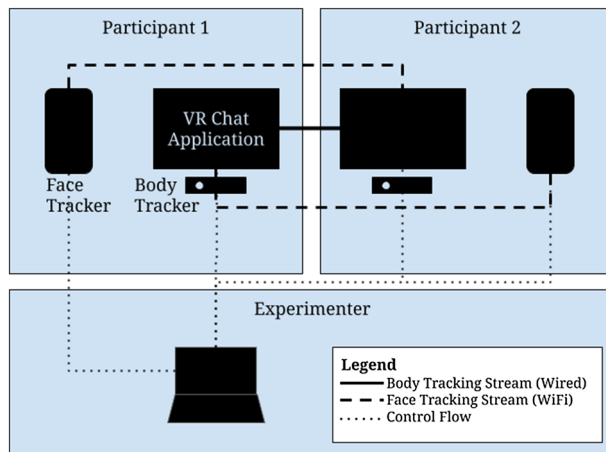 Participant 1
Participant 2
VR Chat
Application
Face
Tracker
Body
Tracker
Experimenter
Legend
Body Tracking Stream (Wired)
Face Tracking Stream (WiFi)
Control Flow